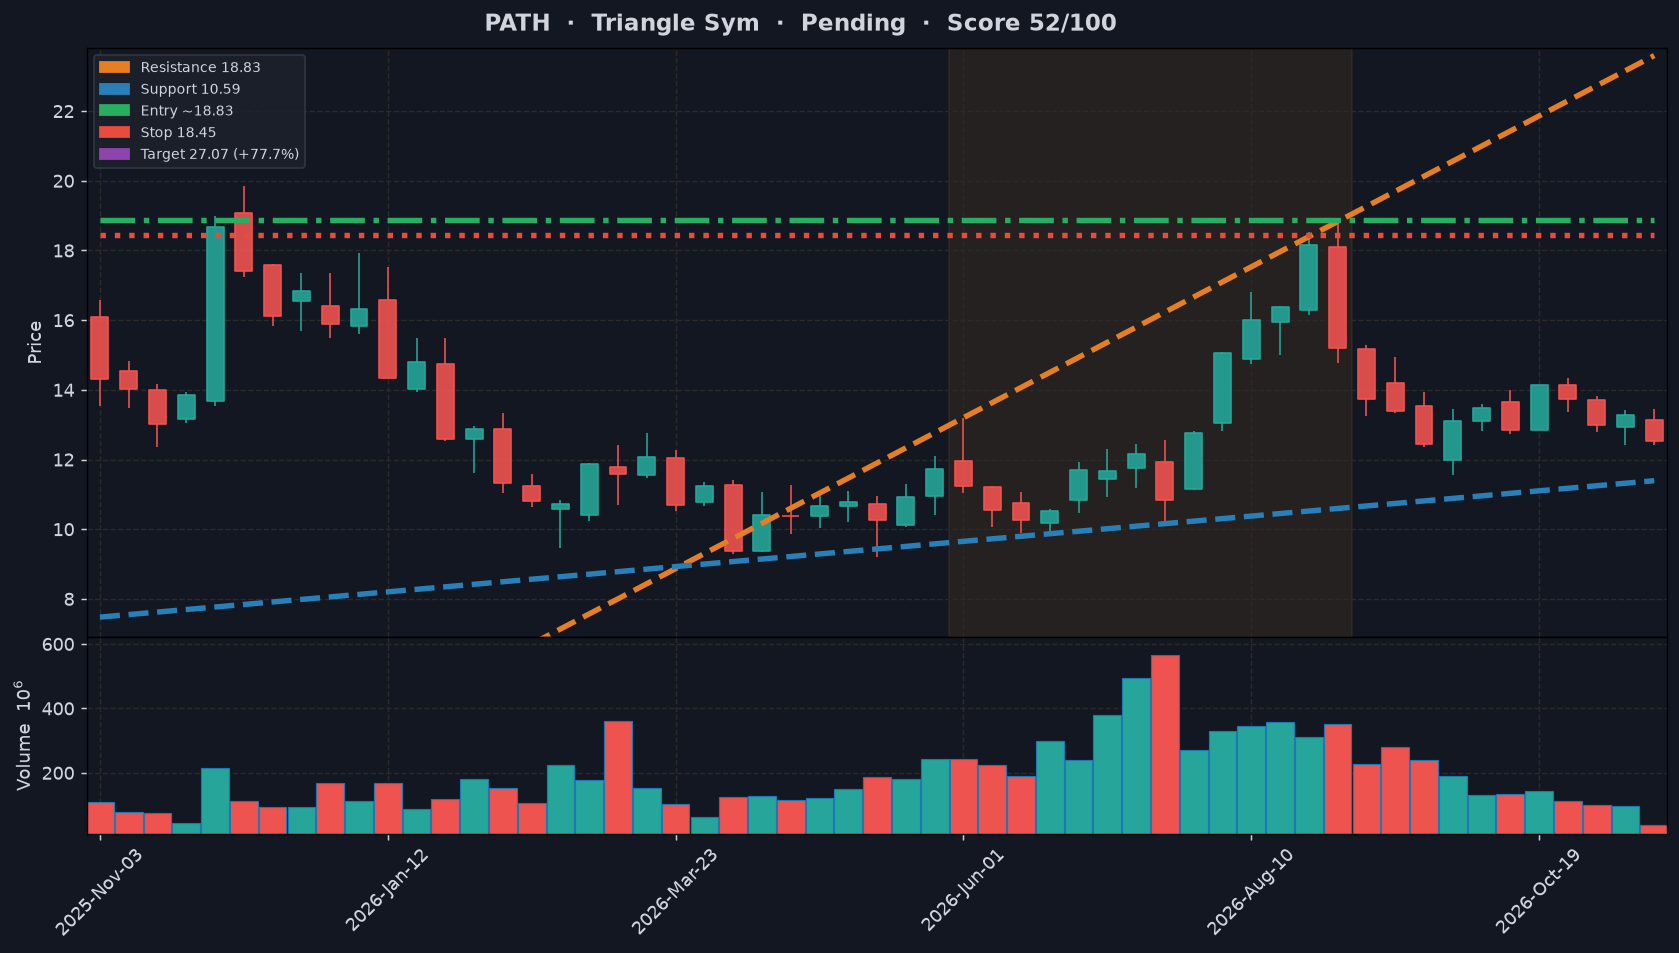 PATH · Triangle Sym · Pending · Score 52/100
Resistance 18.83
Support 10.59
Entry ~18.83
Stop 18.45
Target 27.07 (+77.7%)
Price
22
20
18
16
14
12
10
8
Volume 10⁶
600
400
200
2025-Nov-03
2026-Jan-12
2026-Mar-23
2026-Jun-01
2026-Aug-10
2026-Oct-19